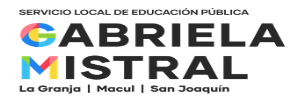 SERVICIO LOCAL DE EDUCACIÓN PÚBLICA
GABRIELA
MISTRAL
La Granja | Macul | San Joaquín